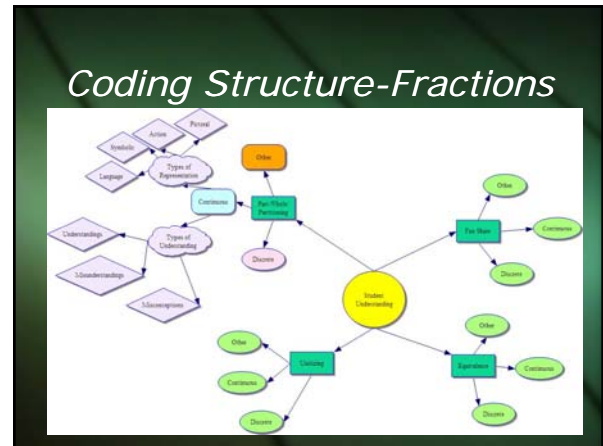 Coding Structure-Fractions
Pictoral
Action
Symbolic
Language
Types of
Representation
Other
Continuous
Part-Whole
Partitioning
Understandings
Types of
Understanding
Misunderstandings
Misconceptions
Discrete
Other
Fair Share
Continuous
Discrete
Student
Understanding
Other
Unitizing
Continuous
Discrete
Other
Equivalence
Continuous
Discrete